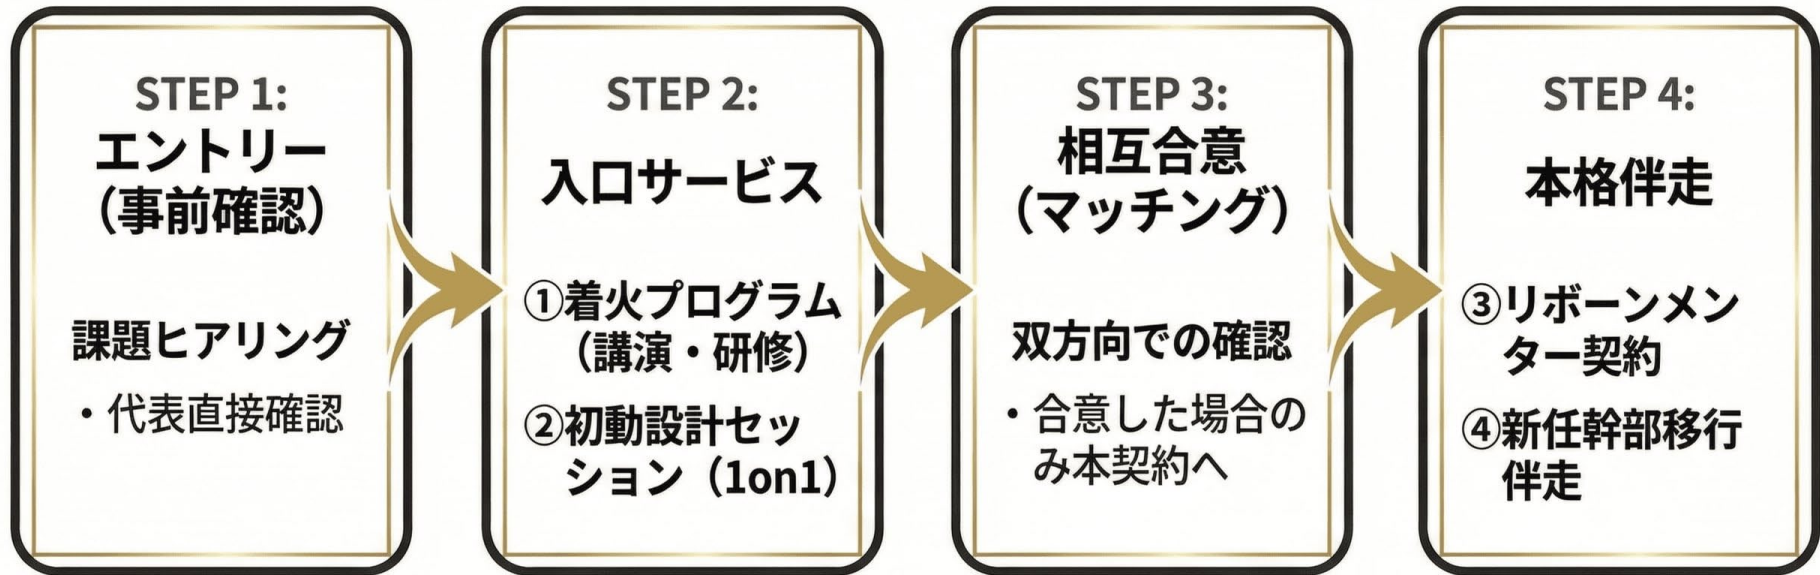 STEP 1:
エントリー
（事前確認）
課題ヒアリング
・代表直接確認
STEP 2:
入口サービス
①着火プログラム
（講演・研修）
②初動設計セッ
ション（1on1）
STEP 3:
相互合意
（マッチング）
双方向での確認
・合意した場合の
み本契約へ
STEP 4:
本格伴走
③リボーンメン
ター契約
④新任幹部移行
伴走